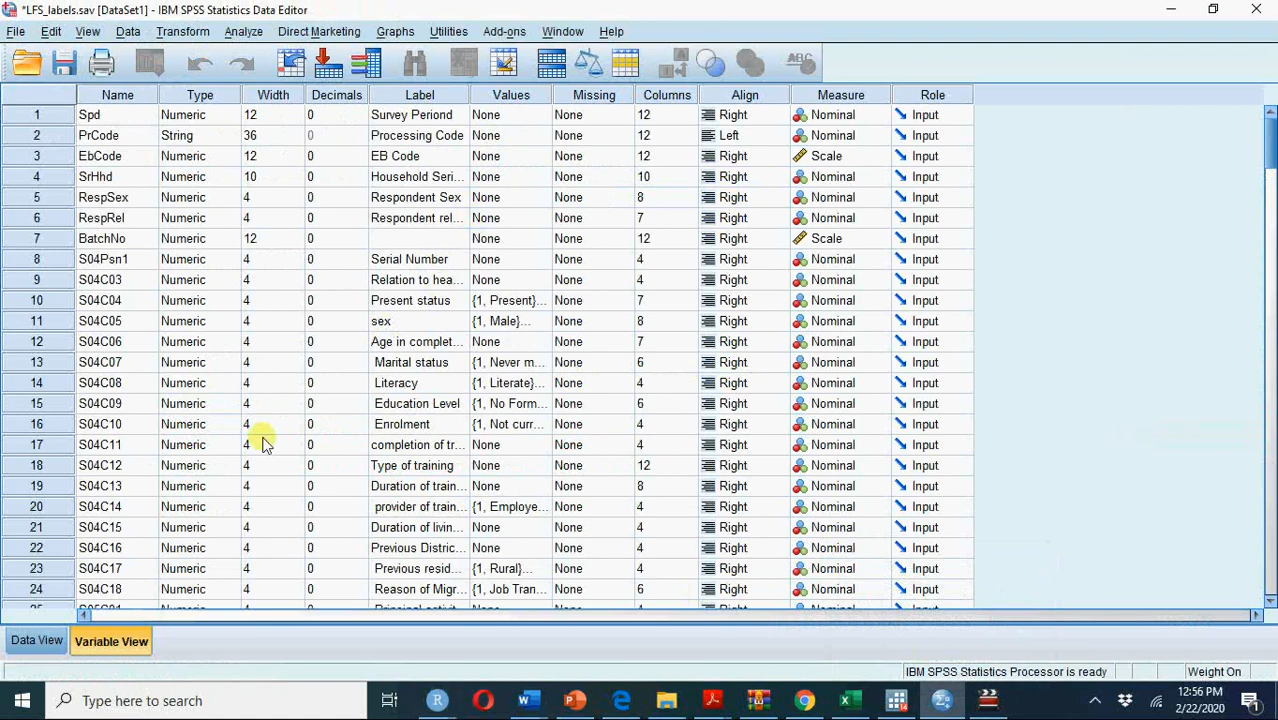 *LFS_labels.sav [DataSet1] - IBM SPSS Statistics Data Editor
File Edit View Data Transform Analyze Direct Marketing Graphs Utilities Add-ons Window Help
Name Type Width Decimals Label Values Missing Columns Align Measure Role
1 Spd Numeric 12 0 Survey Periond None None 12 Right Nominal Input
2 PrCode String 36 0 Processing Code None None 12 Left Nominal Input
3 EbCode Numeric 12 0 EB Code None None 12 Right Scale Input
4 SrHhd Numeric 10 0 Household Seri... None None 10 Right Nominal Input
5 RespSex Numeric 4 0 Respondent Sex None None 8 Right Nominal Input
6 RespRel Numeric 4 0 Respondent rel... None None 7 Right Nominal Input
7 BatchNo Numeric 12 0 None None 12 Right Scale Input
8 S04Psn1 Numeric 4 0 Serial Number None None 4 Right Nominal Input
9 S04C03 Numeric 4 0 Relation to hea... None None 4 Right Nominal Input
10 S04C04 Numeric 4 0 Present status {1, Present}... None 7 Right Nominal Input
11 S04C05 Numeric 4 0 sex {1, Male}... None 8 Right Nominal Input
12 S04C06 Numeric 4 0 Age in complet... None None 7 Right Nominal Input
13 S04C07 Numeric 4 0 Marital status {1, Never m... None 6 Right Nominal Input
14 S04C08 Numeric 4 0 Literacy {1, Literate}... None 4 Right Nominal Input
15 S04C09 Numeric 4 0 Education Level {1, No Form... None 6 Right Nominal Input
16 S04C10 Numeric 4 0 Enrolment {1, Not curr... None 4 Right Nominal Input
17 S04C11 Numeric 4 0 completion of tr... None None 4 Right Nominal Input
18 S04C12 Numeric 4 0 Type of training None None 12 Right Nominal Input
19 S04C13 Numeric 4 0 Duration of train... None None 8 Right Nominal Input
20 S04C14 Numeric 4 0 provider of train... {1, Employe... None 4 Right Nominal Input
21 S04C15 Numeric 4 0 Duration of livin... None None 4 Right Nominal Input
22 S04C16 Numeric 4 0 Previous Distric... None None 4 Right Nominal Input
23 S04C17 Numeric 4 0 Previous resid... {1, Rural}... None 4 Right Nominal Input
24 S04C18 Numeric 4 0 Reason of Migr... {1, Job Tran... None 6 Right Nominal Input
Data View Variable View
IBM SPSS Statistics Processor is ready Weight On
Type here to search
12:56 PM
2/22/2020